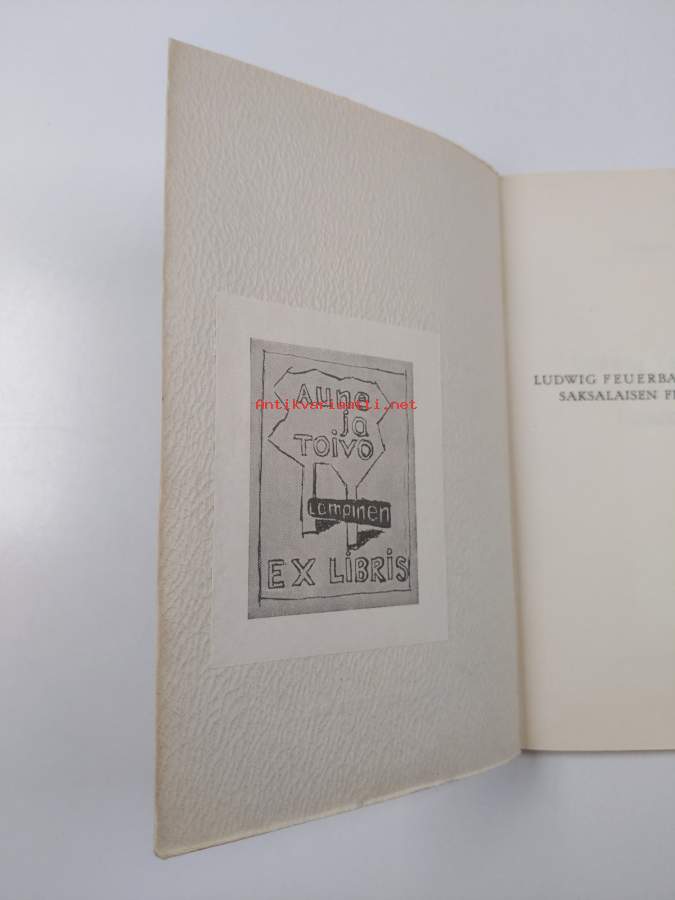 Aune
Antikvariaatti.net
ja
TOIVO
Lampinen
EX LIBRIS
LUDWIG FEUERBA
SAKSALAISEN F